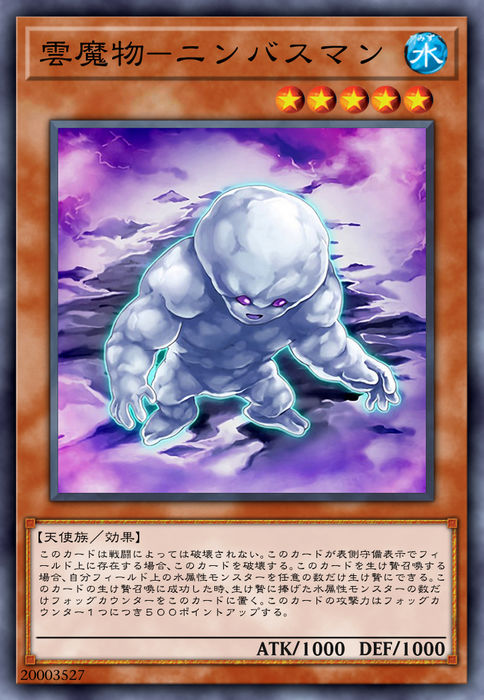 雲魔物－ニンバスマン
みず
水
【天使族／効果】
このカードは戦闘によっては破壊されない。このカードが表側守備表示でフィ
ールド上に存在する場合、このカードを破壊する。このカードを生け贄召喚する
場合、自分フィールド上の水属性モンスターを任意の数だけ生け贄にできる。こ
のカードの生け贄召喚に成功した時、生け贄に捧げた水属性モンスターの数だ
けフォッグカウンターをこのカードに置く。このカードの攻撃力はフォッグカ
ウンター１つにつき５００ポイントアップする。
ATK/1000 DEF/1000
20003527